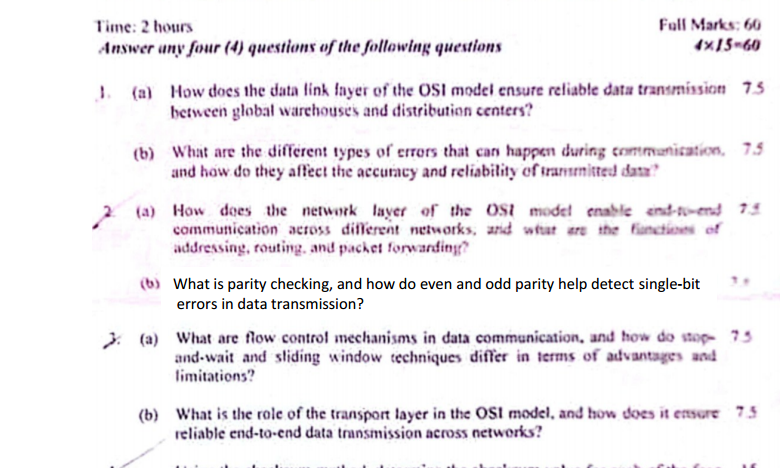 Time: 2 hours
Full Marks: 60
Answer any four (4) questions of the following questions
4×15=60
1. (a) How does the data link layer of the OSI model ensure reliable data transmission 7.5
between global warehouses and distribution centers?
(b) What are the different types of errors that can happen during communication, 7.5
and how do they affect the accuracy and reliability of transmitted data?
2. (a) How does the network layer of the OSI model enable end-to-end 7.5
communication across different networks, and what are the functions of
addressing, routing, and packet forwarding?
(b) What is parity checking, and how do even and odd parity help detect single-bit
errors in data transmission?
3. (a) What are flow control mechanisms in data communication, and how do stop- 7.5
and-wait and sliding window techniques differ in terms of advantages and
limitations?
(b) What is the role of the transport layer in the OSI model, and how does it ensure 7.5
reliable end-to-end data transmission across networks?